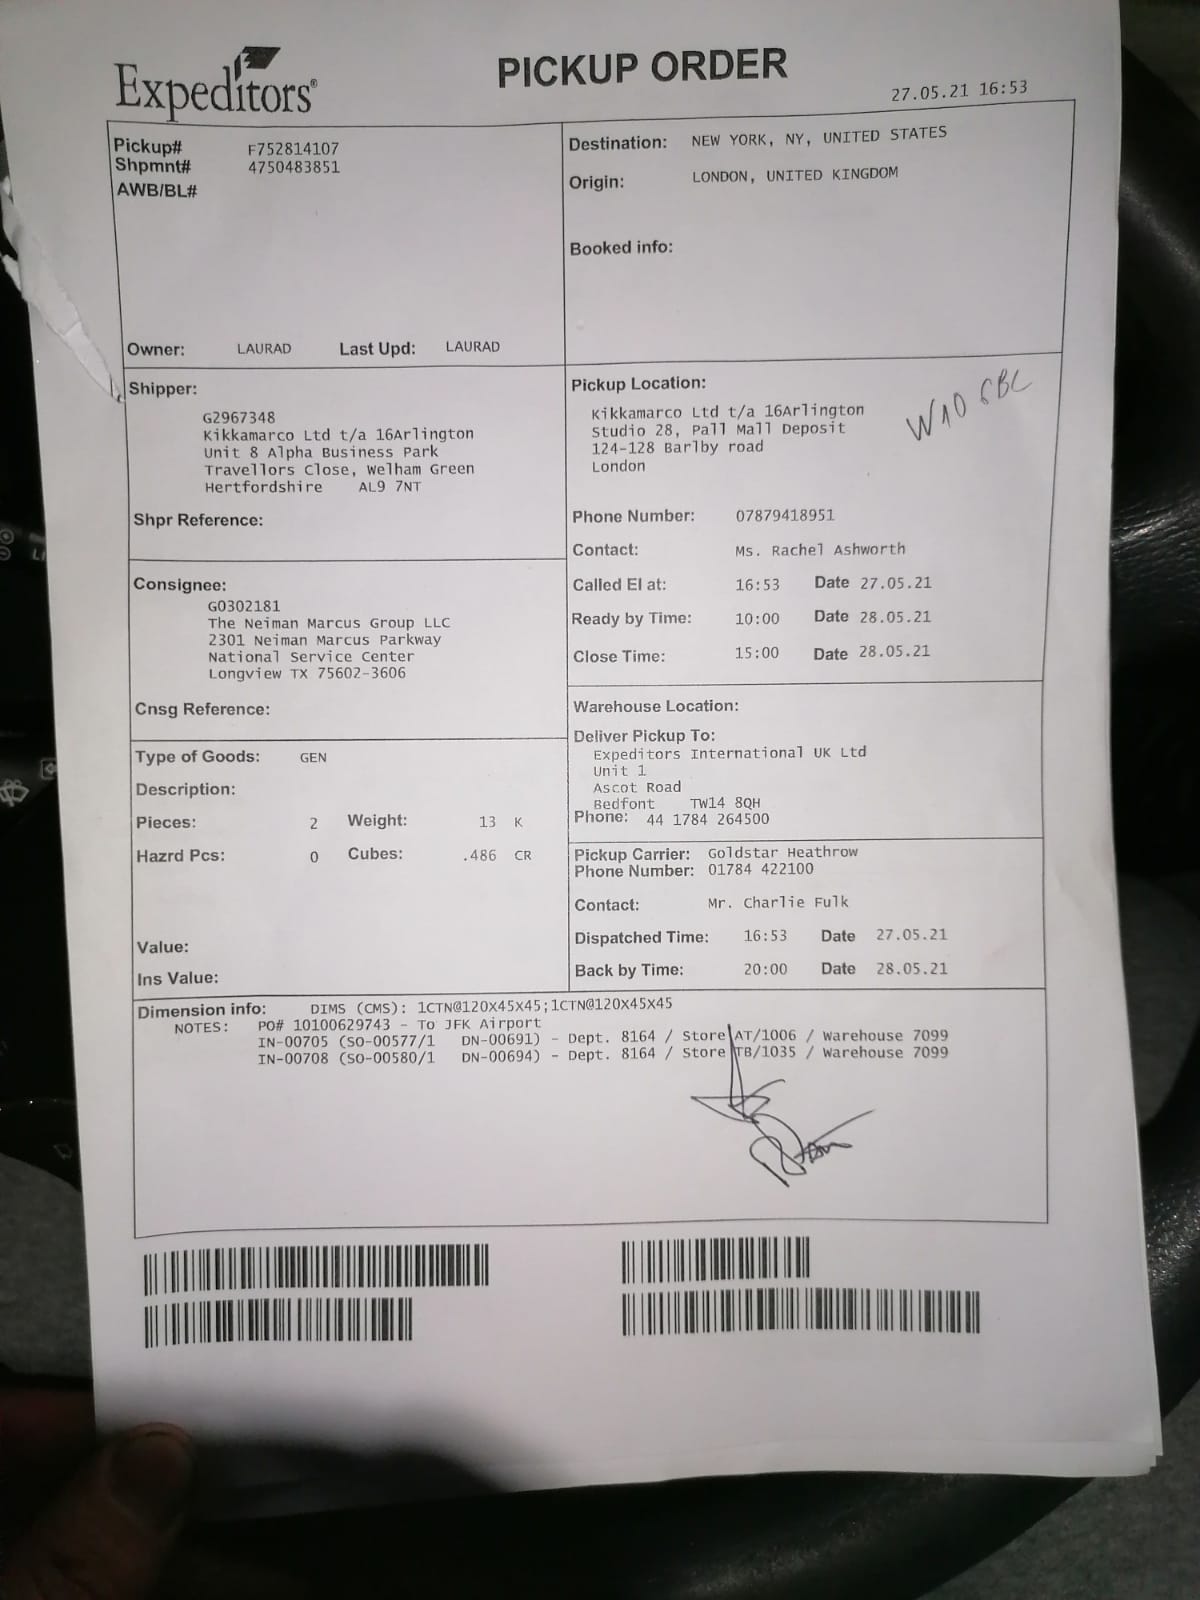 Expeditors®
PICKUP ORDER
27.05.21 16:53
Pickup# F752814107
Shpmnt# 4750483851
AWB/BL#
Owner: LAURAD Last Upd: LAURAD
Destination: NEW YORK, NY, UNITED STATES
Origin: LONDON, UNITED KINGDOM
Booked info:
Shipper:
G2967348
Kikkamarco Ltd t/a 16Arlington
Unit 8 Alpha Business Park
Travellors Close, Welham Green
Hertfordshire AL9 7NT
Shpr Reference:
Consignee:
G0302181
The Neiman Marcus Group LLC
2301 Neiman Marcus Parkway
National Service Center
Longview TX 75602-3606
Cnsg Reference:
Type of Goods: GEN
Description:
Pieces: 2 Weight: 13 K
Hazrd Pcs: 0 Cubes: .486 CR
Value:
Ins Value:
Pickup Location:
Kikkamarco Ltd t/a 16Arlington
Studio 28, Pall Mall Deposit
124-128 Barlby road
London
W10 6BL
Phone Number: 07879418951
Contact: Ms. Rachel Ashworth
Called EI at: 16:53 Date 27.05.21
Ready by Time: 10:00 Date 28.05.21
Close Time: 15:00 Date 28.05.21
Warehouse Location:
Deliver Pickup To:
Expeditors International UK Ltd
Unit 1
Ascot Road
Bedfont TW14 8QH
Phone: 44 1784 264500
Pickup Carrier: Goldstar Heathrow
Phone Number: 01784 422100
Contact: Mr. Charlie Fulk
Dispatched Time: 16:53 Date 27.05.21
Back by Time: 20:00 Date 28.05.21
Dimension info: DIMS (CMS): 1CTN@120X45X45;1CTN@120X45X45
NOTES: PO# 10100629743 - To JFK Airport
IN-00705 (SO-00577/1 DN-00691) - Dept. 8164 / Store AT/1006 / Warehouse 7099
IN-00708 (SO-00580/1 DN-00694) - Dept. 8164 / Store TB/1035 / Warehouse 7099